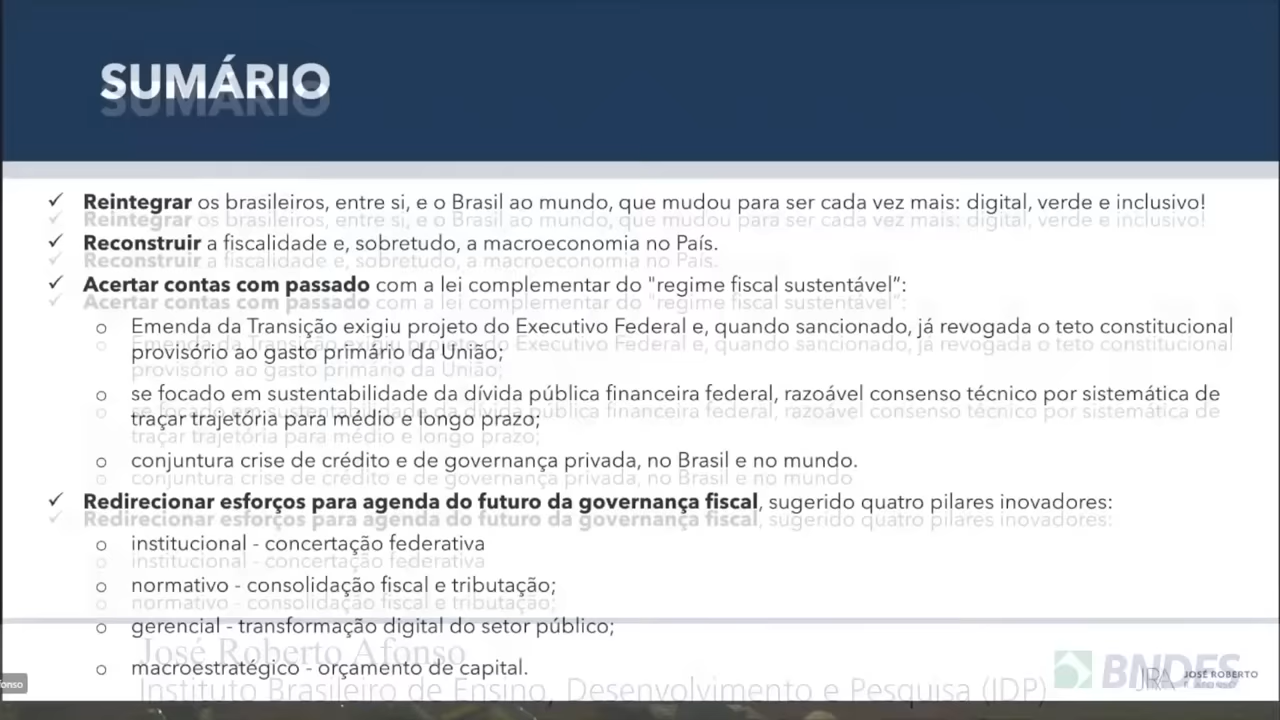 SUMÁRIO
✓ Reintegrar os brasileiros, entre si, e o Brasil ao mundo, que mudou para ser cada vez mais: digital, verde e inclusivo!
✓ Reconstruir a fiscalidade e, sobretudo, a macroeconomia no País.
✓ Acertar contas com passado com a lei complementar do "regime fiscal sustentável”:
o Emenda da Transição exigiu projeto do Executivo Federal e, quando sancionado, já revogada o teto constitucional
provisório ao gasto primário da União;
o se focado em sustentabilidade da dívida pública financeira federal, razoável consenso técnico por sistemática de
traçar trajetória para médio e longo prazo;
o conjuntura crise de crédito e de governança privada, no Brasil e no mundo.
✓ Redirecionar esforços para agenda do futuro da governança fiscal, sugerido quatro pilares inovadores:
o institucional - concertação federativa
o normativo - consolidação fiscal e tributação;
o gerencial - transformação digital do setor público;
o macroestratégico - orçamento de capital.
José Roberto Afonso
Instituto Brasileiro de Ensino, Desenvolvimento e Pesquisa (IDP)
BNDES
JOSÉ ROBERTO